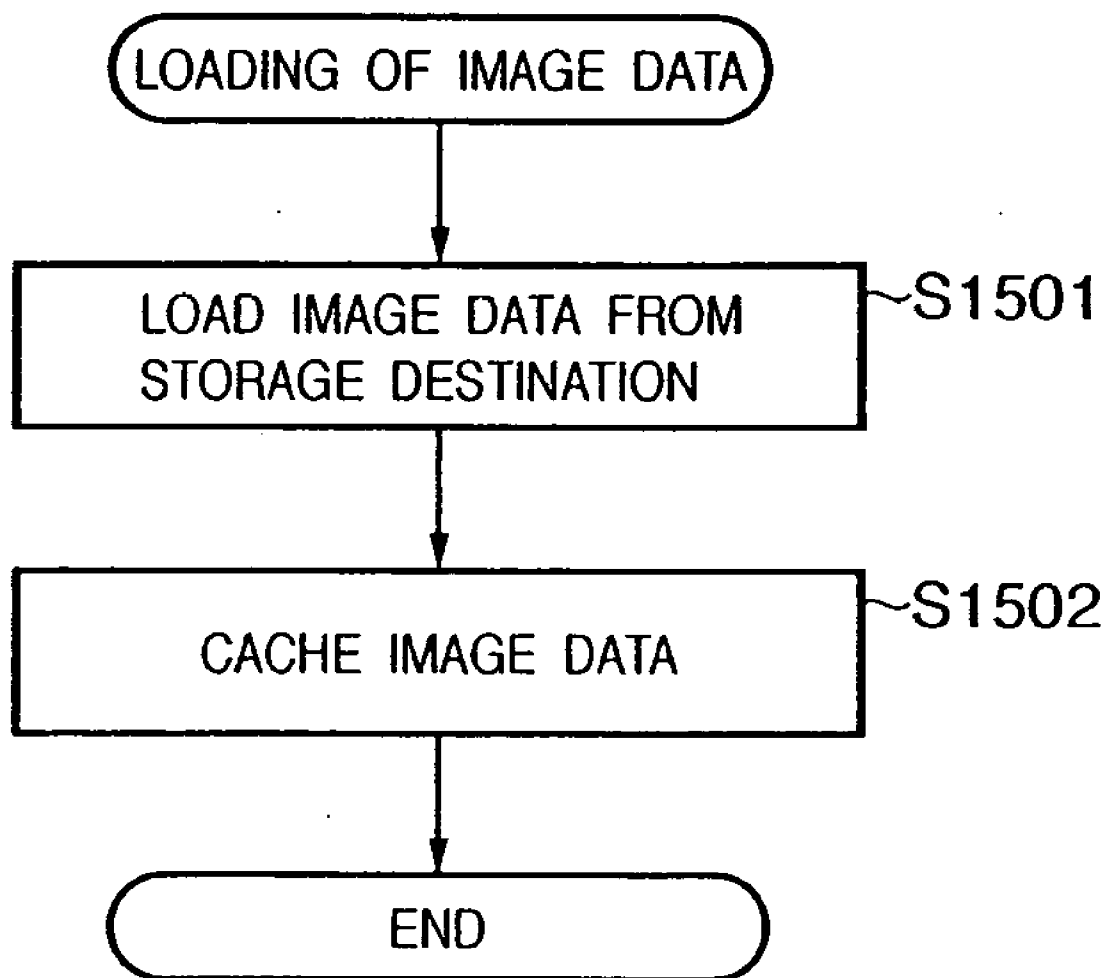 LOADING OF IMAGE DATA
LOAD IMAGE DATA FROM
STORAGE DESTINATION
S1501
CACHE IMAGE DATA
S1502
END